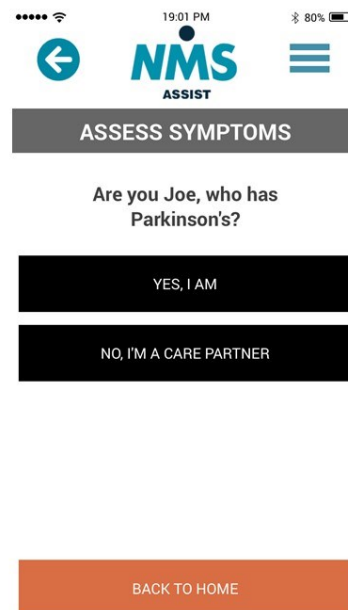 19:01 PM
80%
NMS
ASSIST
ASSESS SYMPTOMS
Are you Joe, who has
Parkinson's?
YES, I AM
NO, I'M A CARE PARTNER
BACK TO HOME